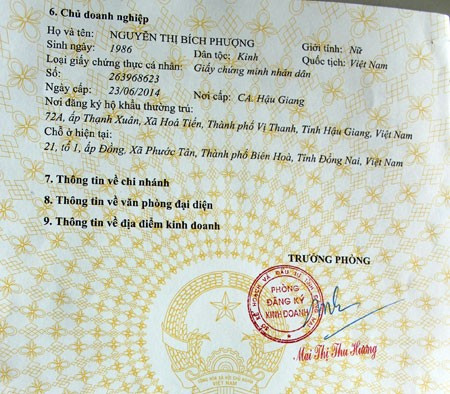 6. Chủ doanh nghiệp
Họ và tên: NGUYỄN THỊ BÍCH PHƯỢNG Giới tính: Nữ
Sinh ngày: 1986 Dân tộc: Kinh Quốc tịch: Việt Nam
Loại giấy chứng thực cá nhân: Giấy chứng minh nhân dân
Số: 263968623
Ngày cấp: 23/06/2014 Nơi cấp: CA. Hậu Giang
Nơi đăng ký hộ khẩu thường trú:
72A, ấp Thạnh Xuân, Xã Hoả Tiến, Thành phố Vị Thanh, Tỉnh Hậu Giang, Việt Nam
Chỗ ở hiện tại:
21, tổ 1, ấp Đồng, Xã Phước Tân, Thành phố Biên Hoà, Tỉnh Đồng Nai, Việt Nam
7. Thông tin về chi nhánh
8. Thông tin về văn phòng đại diện
9. Thông tin về địa điểm kinh doanh
TRƯỞNG PHÒNG
PHÒNG
ĐĂNG KÝ
KINH DOANH
Mai Thị Thu Hương
VIỆT NAM